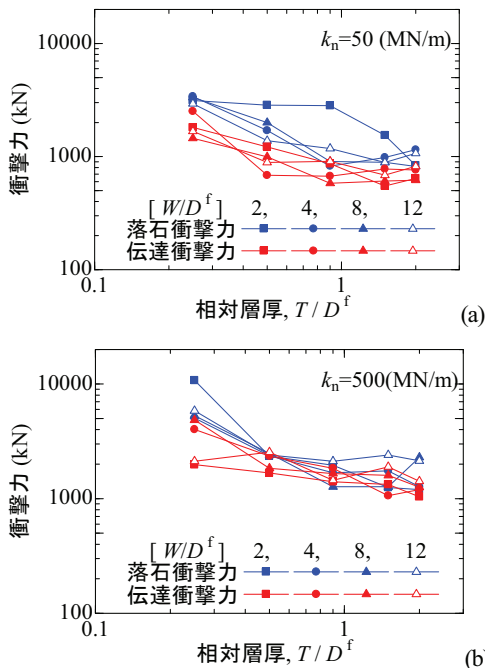 10000
k_n=50 (MN/m)
衝撃力 (kN)
1000
[ W/D^f ] 2, 4, 8, 12
落石衝撃力
伝達衝撃力
100
0.1 1
相対層厚, T / D^f
(a)
10000
k_n=500(MN/m)
衝撃力 (kN)
1000
[ W/D^f ] 2, 4, 8, 12
落石衝撃力
伝達衝撃力
100
0.1 1
相対層厚, T / D^f
(b